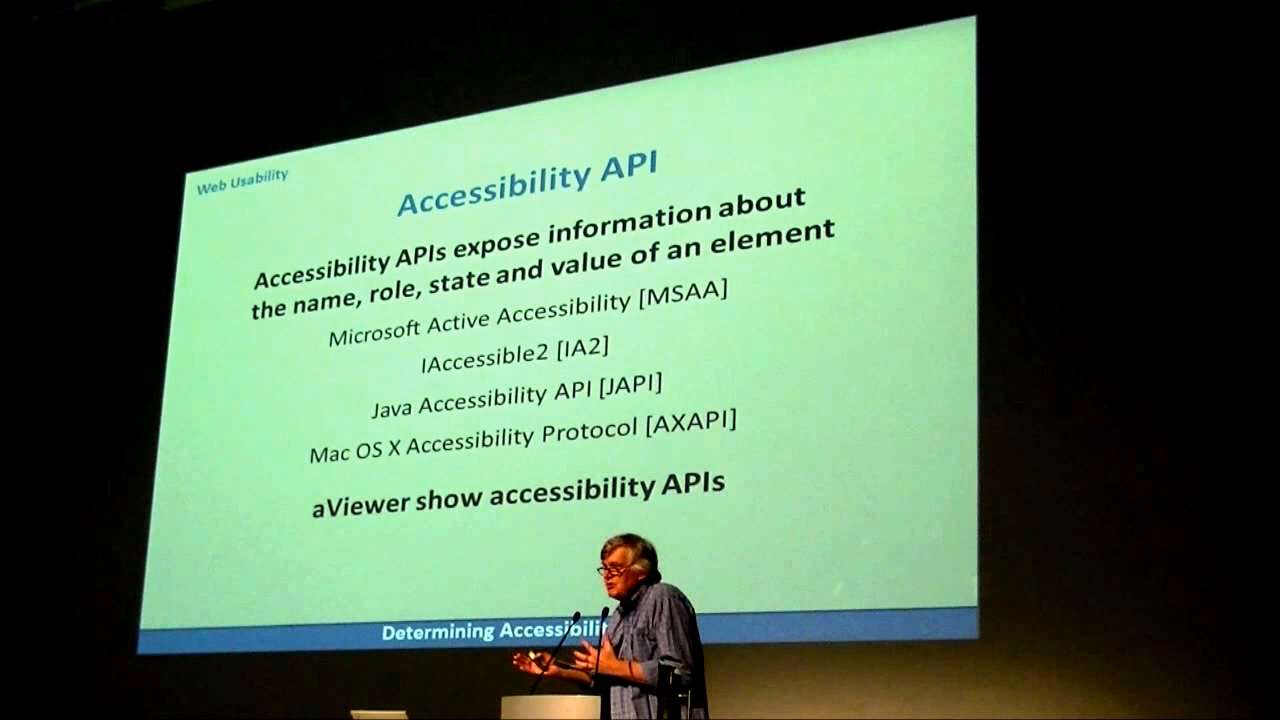 Web Usability
Accessibility API
Accessibility APIs expose information about
the name, role, state and value of an element
Microsoft Active Accessibility [MSAA]
IAccessible2 [IA2]
Java Accessibility API [JAPI]
Mac OS X Accessibility Protocol [AXAPI]
aViewer show accessibility APIs
Determining Accessibili